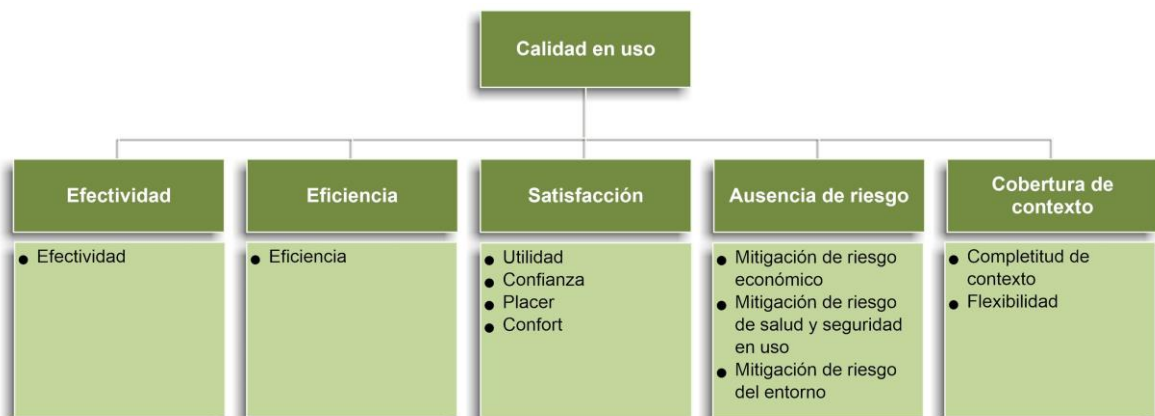 Calidad en uso
Efectividad
Eficiencia
Satisfacción
Ausencia de riesgo
Cobertura de
contexto
● Efectividad
● Eficiencia
● Utilidad
● Confianza
● Placer
● Confort
● Mitigación de riesgo
económico
● Mitigación de riesgo
de salud y seguridad
en uso
● Mitigación de riesgo
del entorno
● Completitud de
contexto
● Flexibilidad